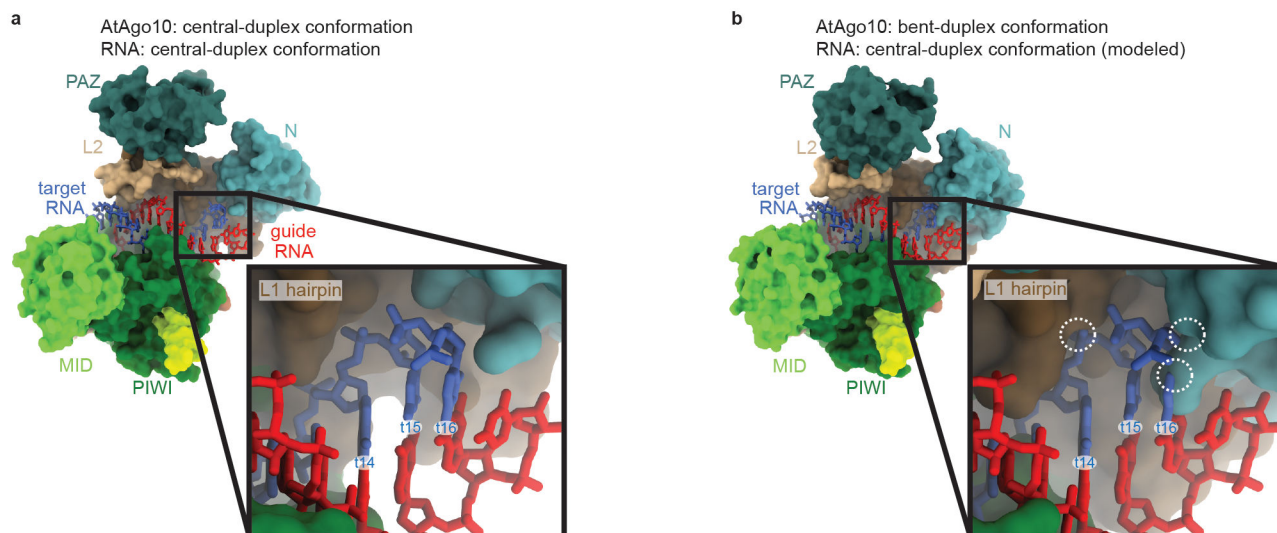 a
AtAgo10: central-duplex conformation
RNA: central-duplex conformation
PAZ
N
L2
target
RNA
guide
RNA
L1 hairpin
MID
PIWI
t15
t16
t14
b
AtAgo10: bent-duplex conformation
RNA: central-duplex conformation (modeled)
PAZ
N
L2
target
RNA
guide
RNA
L1 hairpin
MID
PIWI
t15
t16
t14